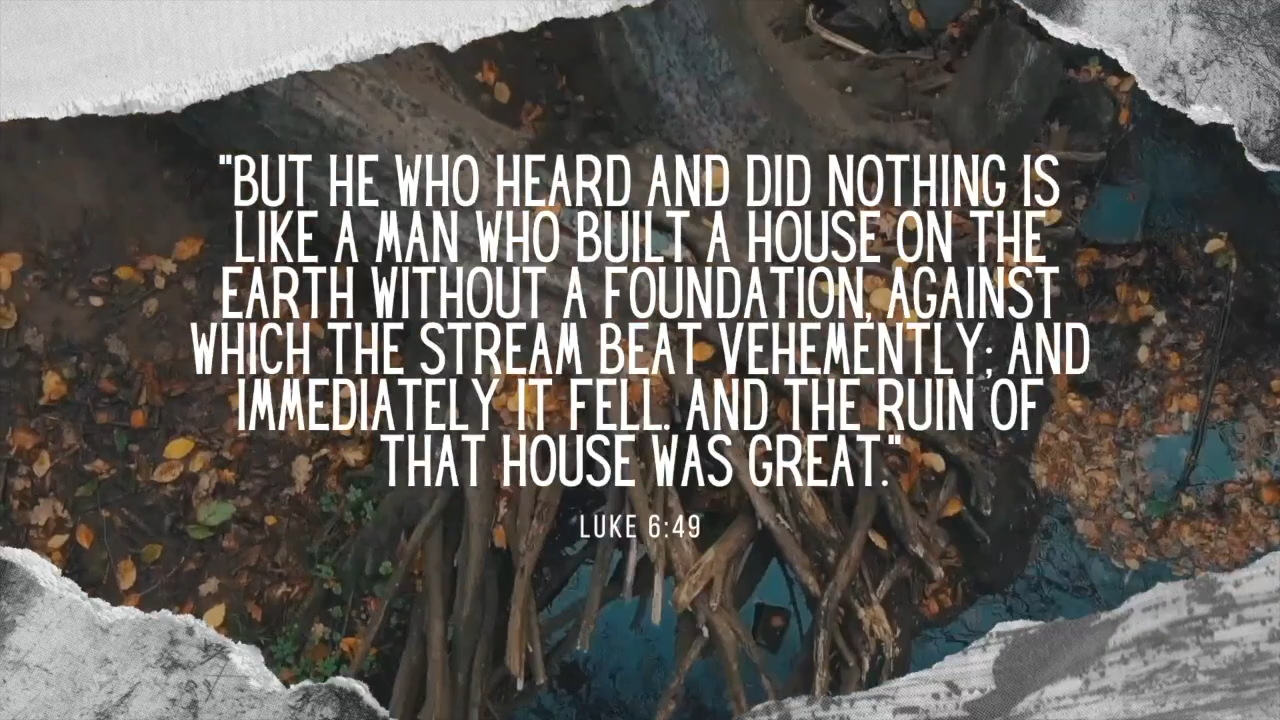 "BUT HE WHO HEARD AND DID NOTHING IS
LIKE A MAN WHO BUILT A HOUSE ON THE
EARTH WITHOUT A FOUNDATION, AGAINST
WHICH THE STREAM BEAT VEHEMENTLY; AND
IMMEDIATELY IT FELL. AND THE RUIN OF
THAT HOUSE WAS GREAT."
LUKE 6:49